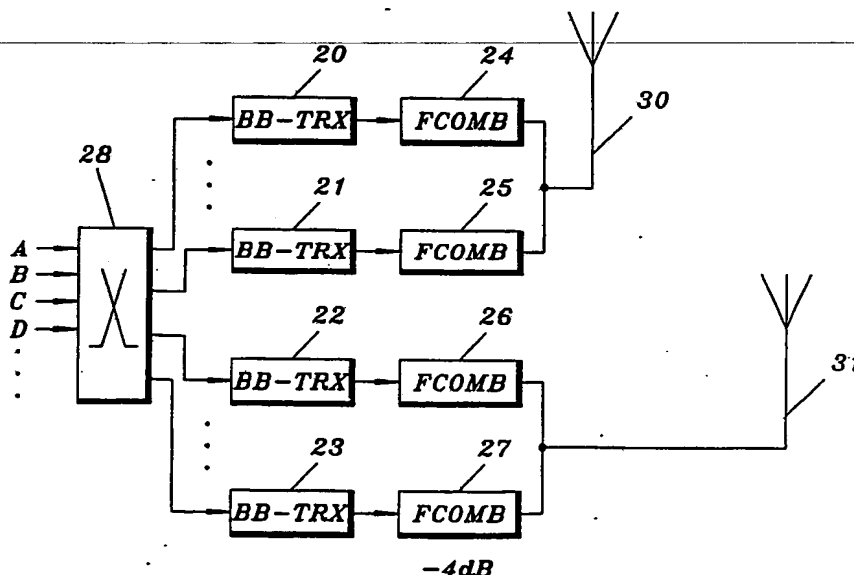 20 24 30
BB-TRX FCOMB
28 21 25
A BB-TRX FCOMB
B
C 22 26
D BB-TRX FCOMB 31
23 27
BB-TRX FCOMB
-4dB